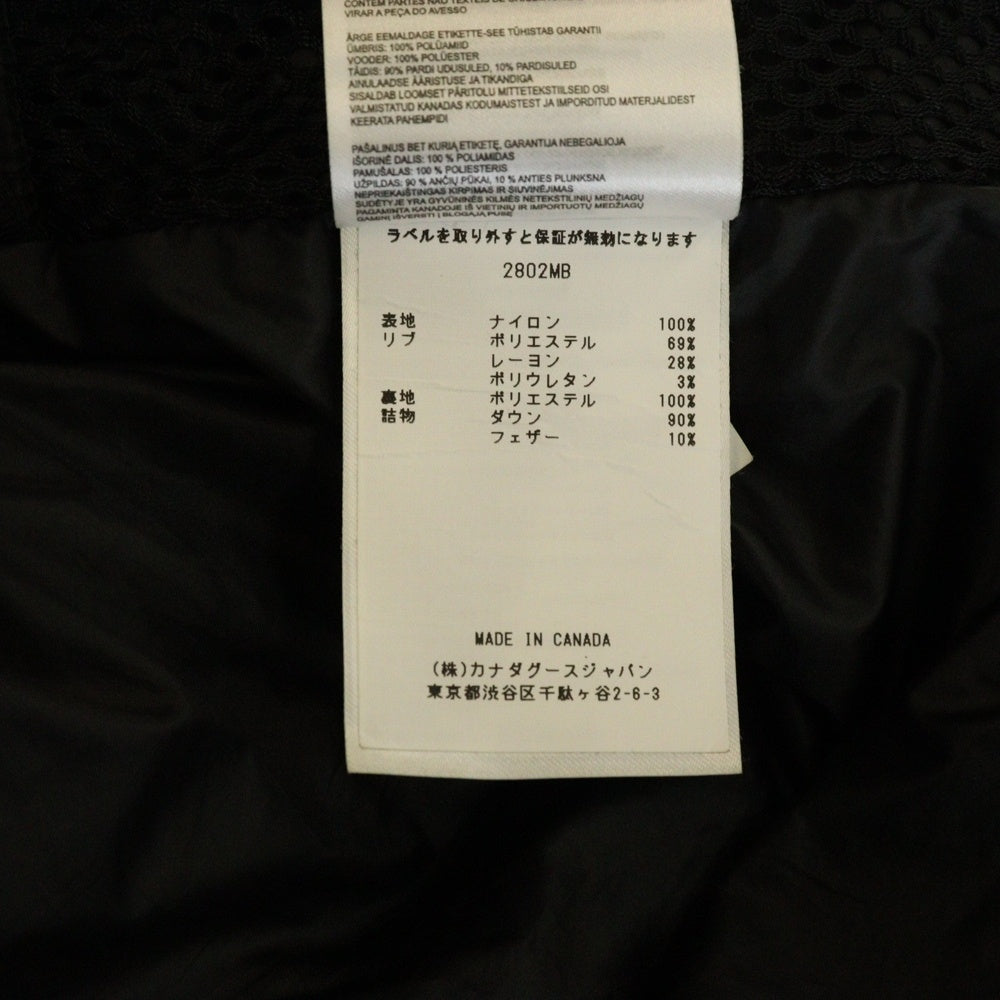 CONTÉM PARTES NÃO TÊXTEIS DE
VIRAR A PEÇA DO AVESSO
ÄRGE EEMALDAGE ETIKETTE-SEE TÜHISTAB GARANTII
ÜMBRIS: 100% POLÜAMIID
VOODER: 100% POLÜESTER
TÄIDIS: 90% PARDI UDUSULED, 10% PARDISULED
AINULAADSE ÄÄRISTUSE JA TIKANDIGA
SISALDAB LOOMSET PÄRITOLU MITTETEKSTIILSEID OSI
VALMISTATUD KANADAS KODUMAISTEST JA IMPORDITUD MATERJALIDEST
KEERATA PAHEMPIDI
PAŠALINUS BET KURIĄ ETIKETĘ, GARANTIJA NEBEGALIOJA
IŠORINĖ DALIS: 100 % POLIAMIDAS
PAMUŠALAS: 100 % POLIESTERIS
UŽPILDAS: 90 % ANČIŲ PŪKAI, 10 % ANTIES PLUNKSNA
NEPRIEKAIŠTINGAS KIRPIMAS IR SIUVINĖJIMAS
SUDĖTYJE YRA GYVŪNINĖS KILMĖS NETEKSTILINIŲ MEDŽIAGŲ
PAGAMINTA KANADOJE IŠ VIETINIŲ IR IMPORTUOTŲ MEDŽIAGŲ
GAMINĮ IŠVERSTI Į BLOGĄJĄ PUSĘ
ラベルを取り外すと保証が無効になります
2802MB
表地 ナイロン 100%
リブ ポリエステル 69%
レーヨン 28%
ポリウレタン 3%
裏地 ポリエステル 100%
詰物 ダウン 90%
フェザー 10%
MADE IN CANADA
(株)カナダグースジャパン
東京都渋谷区千駄ヶ谷2-6-3